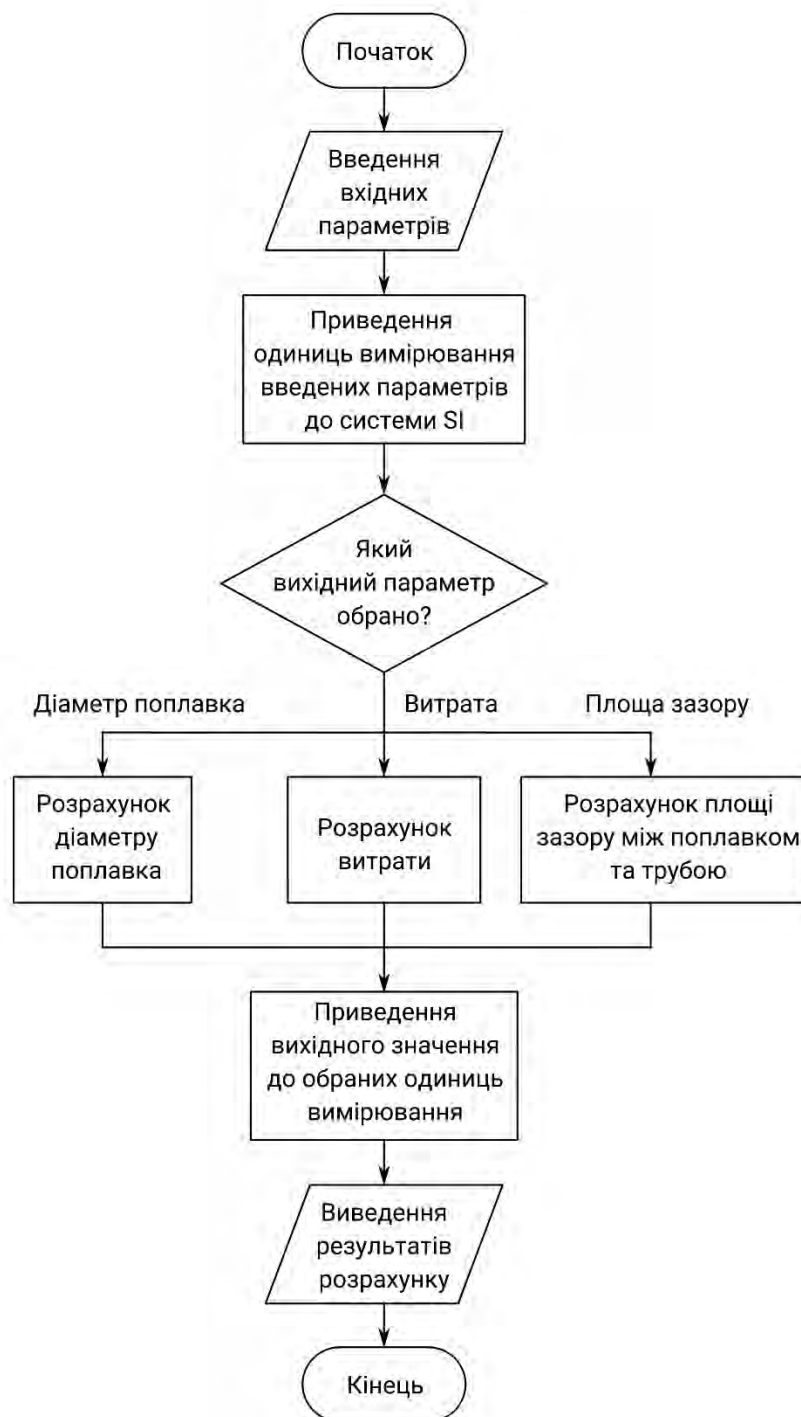 Початок
Введення
вхідних
параметрів
Приведення
одиниць вимірювання
введених параметрів
до системи SI
Який
вихідний параметр
обрано?
Діаметр поплавка
Витрата
Площа зазору
Розрахунок
діаметру
поплавка
Розрахунок
витрати
Розрахунок площі
зазору між поплавком
та трубою
Приведення
вихідного значення
до обраних одиниць
вимірювання
Виведення
результатів
розрахунку
Кінець